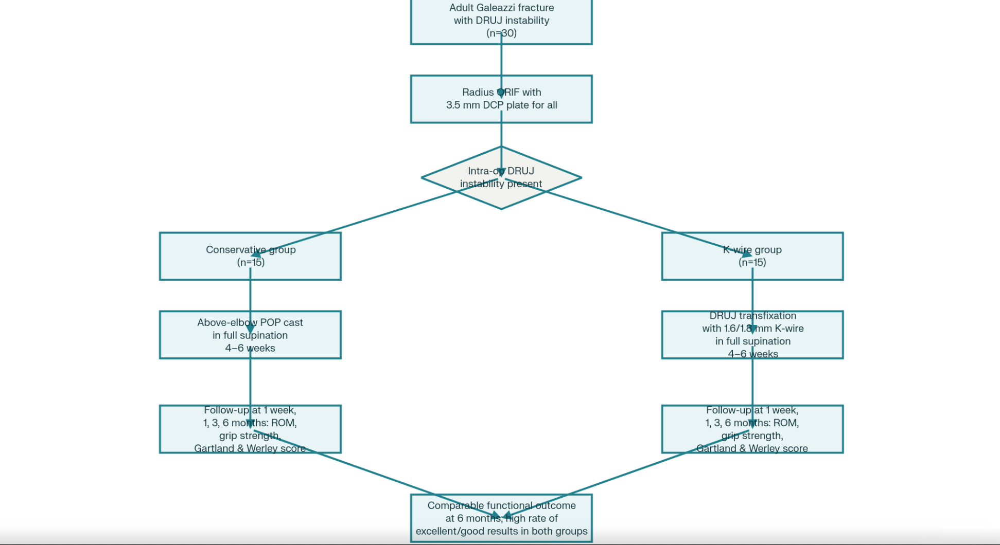 Adult Galeazzi fracture
with DRUJ instability
(n=30)
Radius ORIF with
3.5 mm DCP plate for all
Intra-op DRUJ
instability present
Conservative group
(n=15)
K-wire group
(n=15)
Above-elbow POP cast
in full supination
4–6 weeks
DRUJ transfixation
with 1.6/1.8 mm K-wire
in full supination
4–6 weeks
Follow-up at 1 week,
1, 3, 6 months: ROM,
grip strength,
Gartland & Werley score
Follow-up at 1 week,
1, 3, 6 months: ROM,
grip strength,
Gartland & Werley score
Comparable functional outcome
at 6 months; high rate of
excellent/good results in both groups